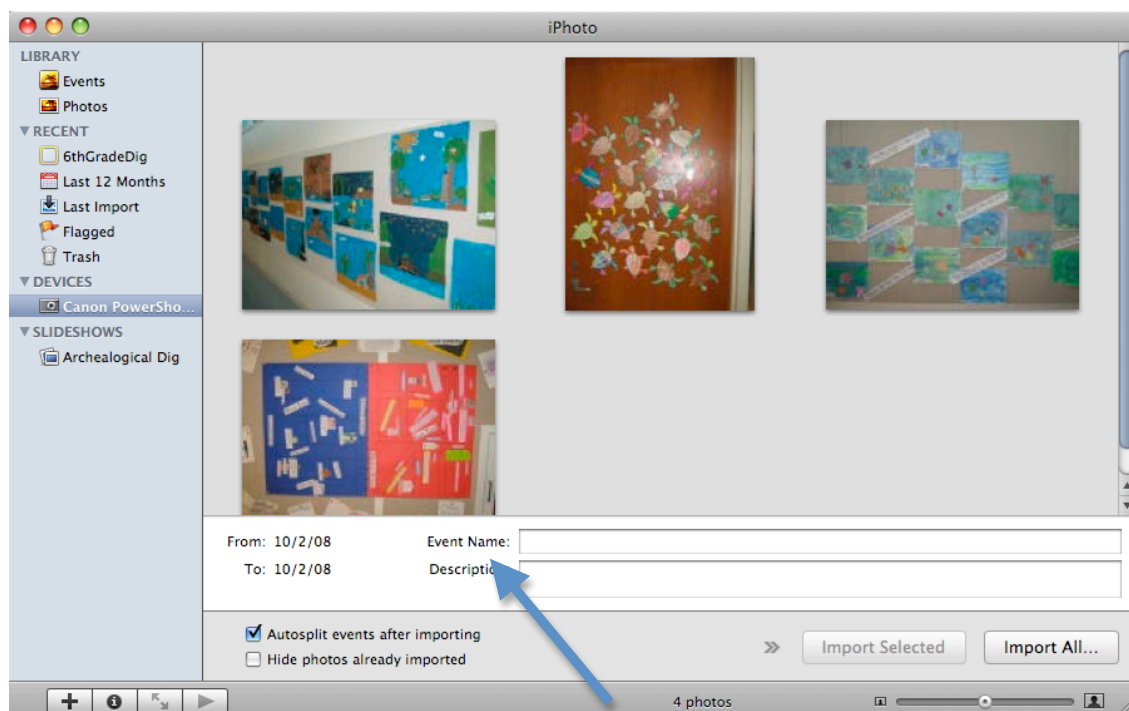 iPhoto
LIBRARY
Events
Photos
RECENT
6thGradeDig
Last 12 Months
Last Import
Flagged
Trash
DEVICES
Canon PowerSho...
SLIDESHOWS
Archealogical Dig
From: 10/2/08
Event Name:
To: 10/2/08
Autosplit events after importing
Hide photos already imported
Import Selected
Import All...
4 photos